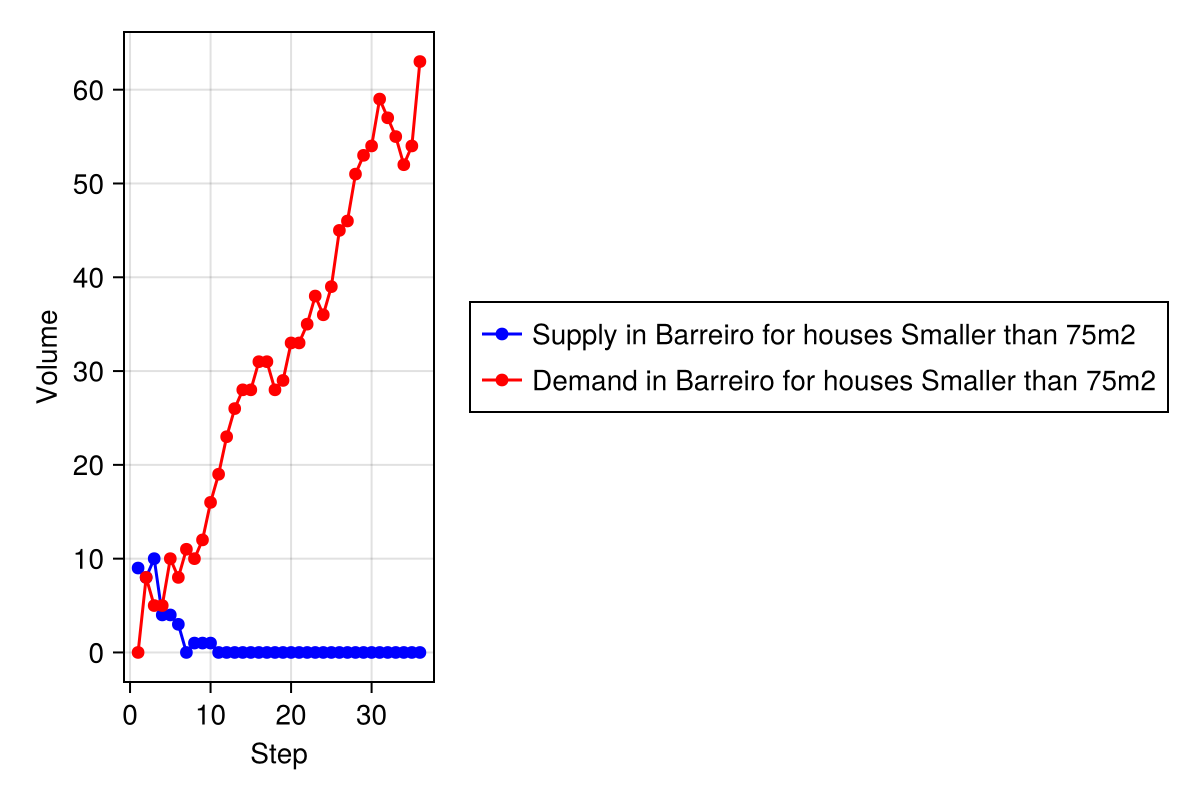 60
50
40
30
20
10
0
Volume
0 10 20 30
Step
Supply in Barreiro for houses Smaller than 75m2
Demand in Barreiro for houses Smaller than 75m2